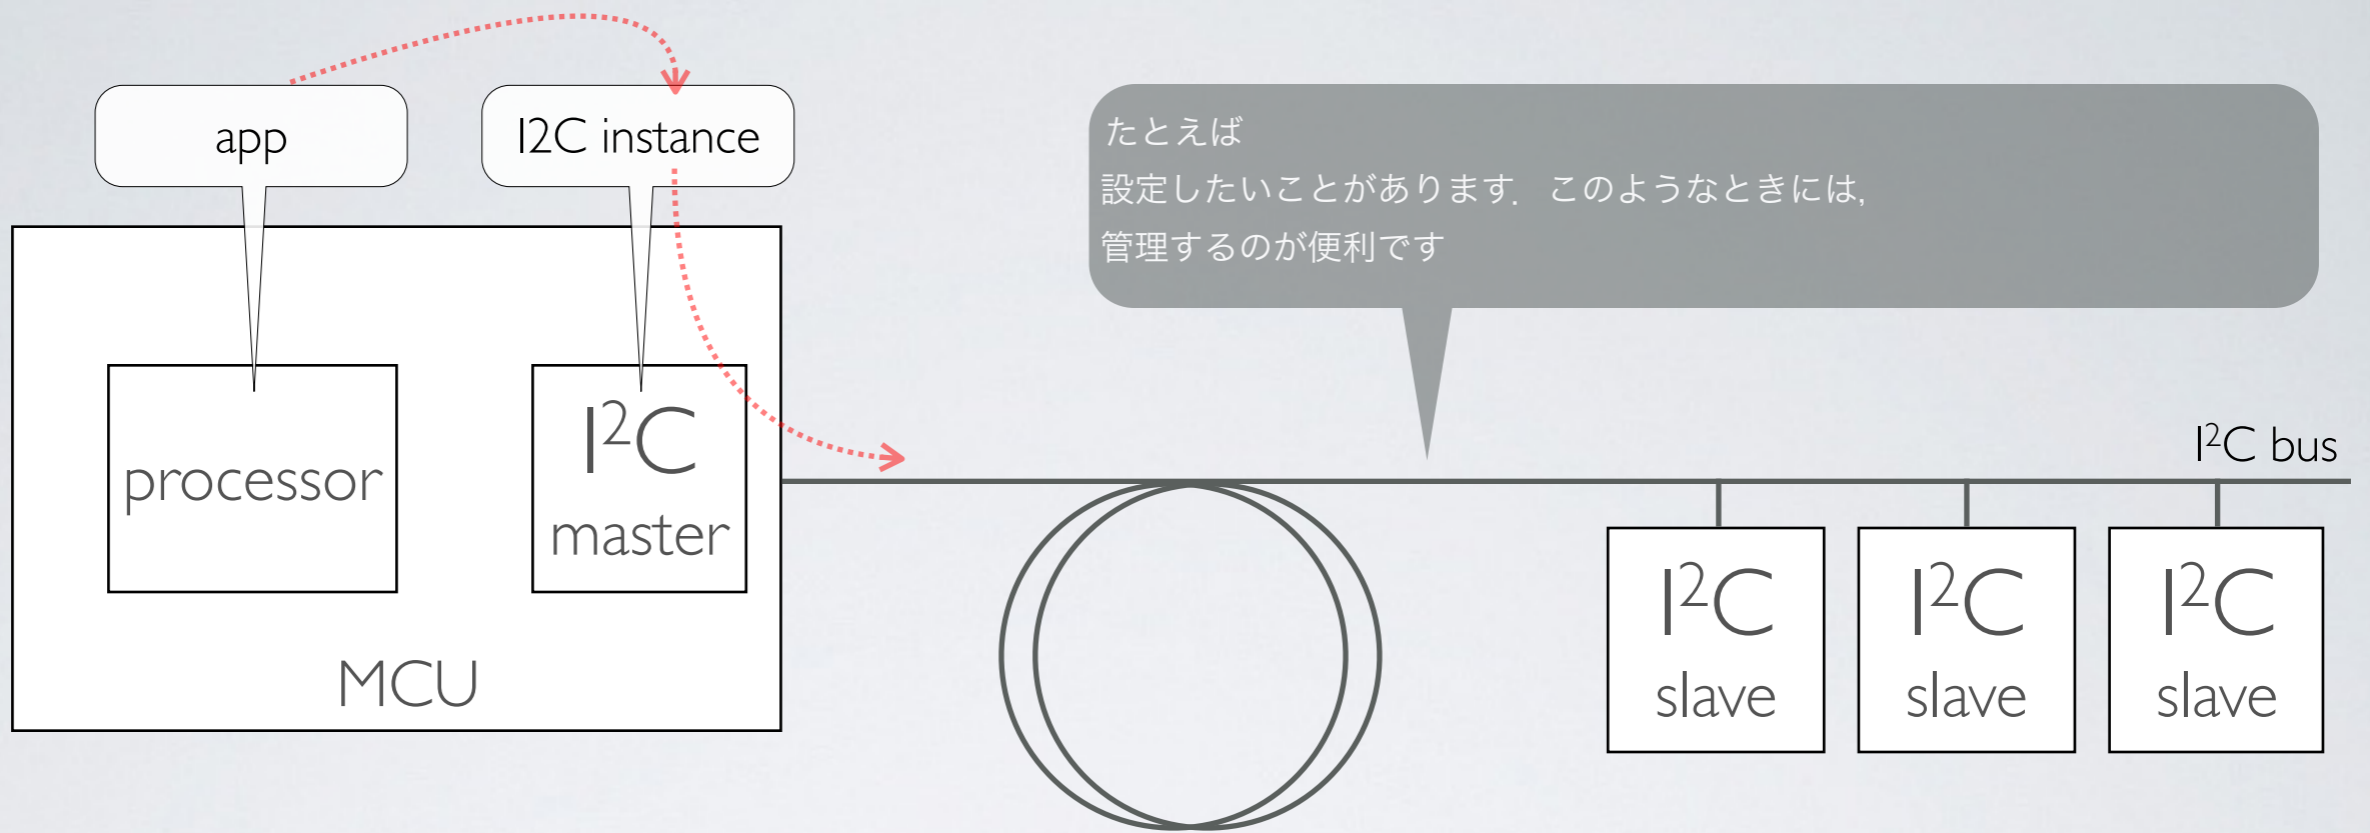 app
I2C instance
たとえば
設定したいことがあります．このようなときには,
管理するのが便利です
processor
I²C
master
MCU
I²C bus
I²C
slave
I²C
slave
I²C
slave